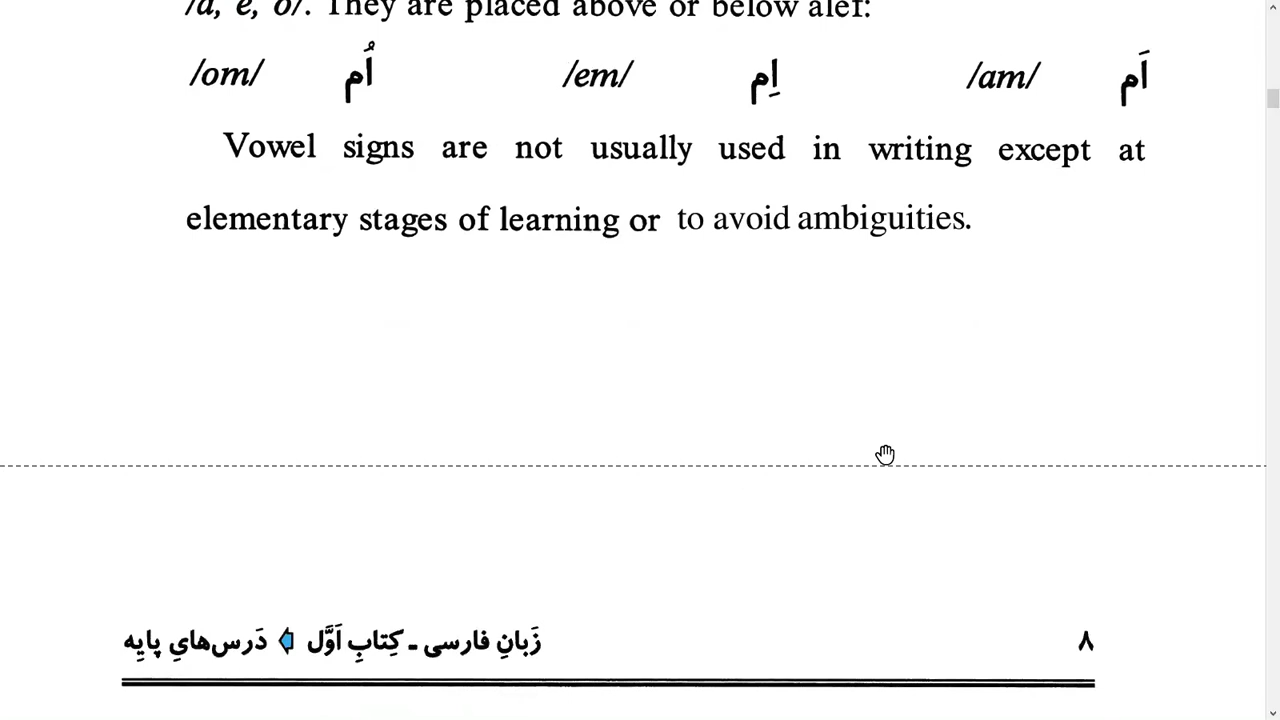 /a, e, o/. They are placed above or below alef:
/om/ اُم /em/ اِم /am/ اَم
Vowel signs are not usually used in writing except at
elementary stages of learning or to avoid ambiguities.
زَبانِ فارسی ـ کِتابِ اَوَّل دَرس‌هایِ پایِه ۸